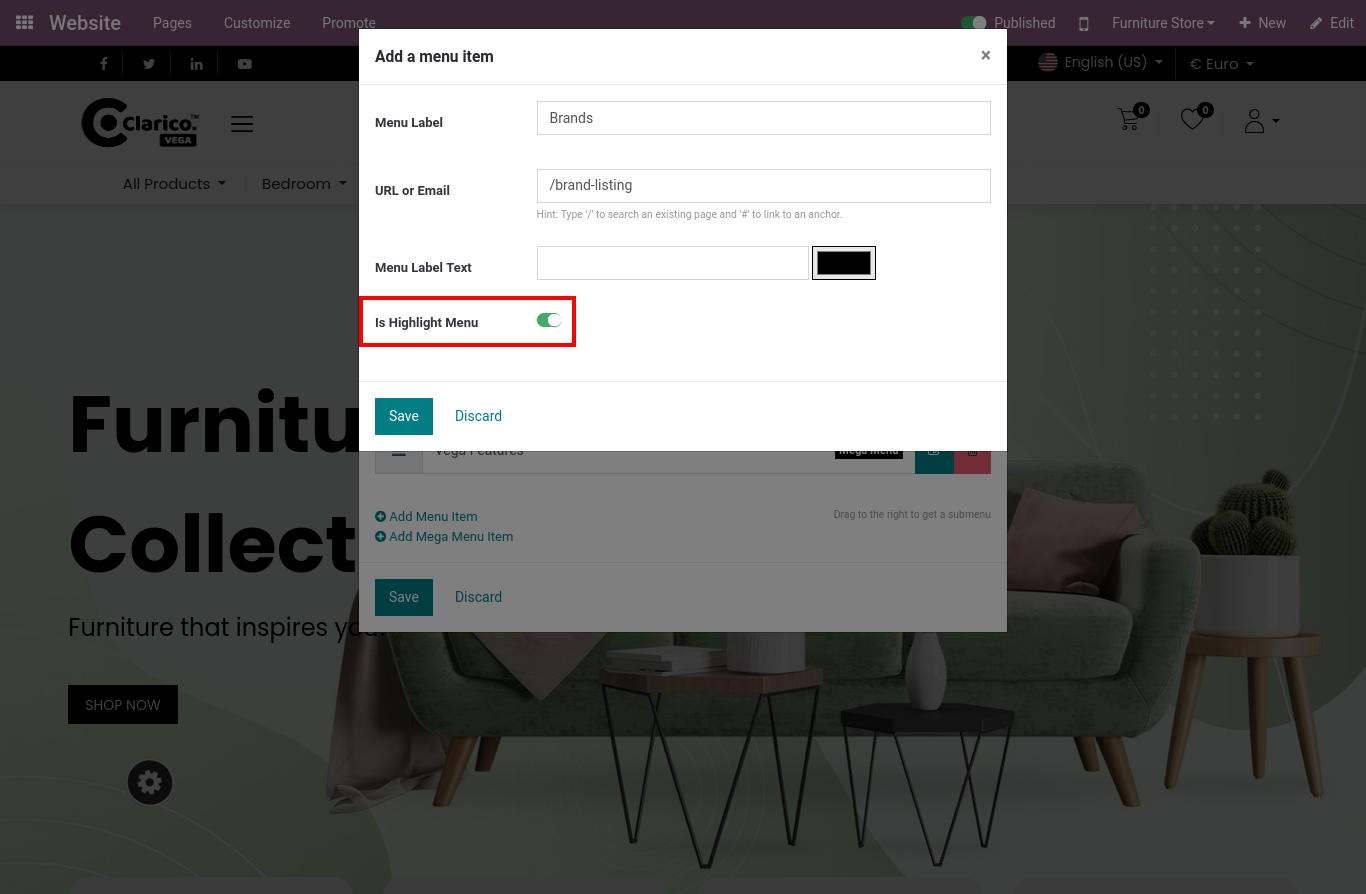 Website Pages Customize Promote Published Furniture Store New Edit
English (US) € Euro
Clarico.™
VEGA
0 0
All Products Bedroom
Add a menu item ×
Menu Label Brands
URL or Email /brand-listing
Hint: Type '/' to search an existing page and '#' to link to an anchor.
Menu Label Text
Is Highlight Menu
Save Discard
Vega Features Mega Menu
Add Menu Item Drag to the right to get a submenu
Add Mega Menu Item
Save Discard
Furnitu
Collect
Furniture that inspires your
SHOP NOW